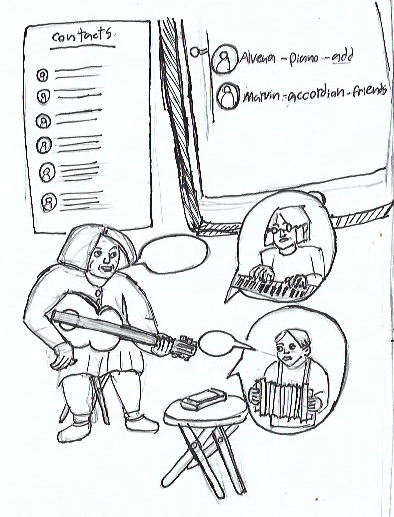 contacts.
Alvena - piano - add
Marvin - accordian - friends